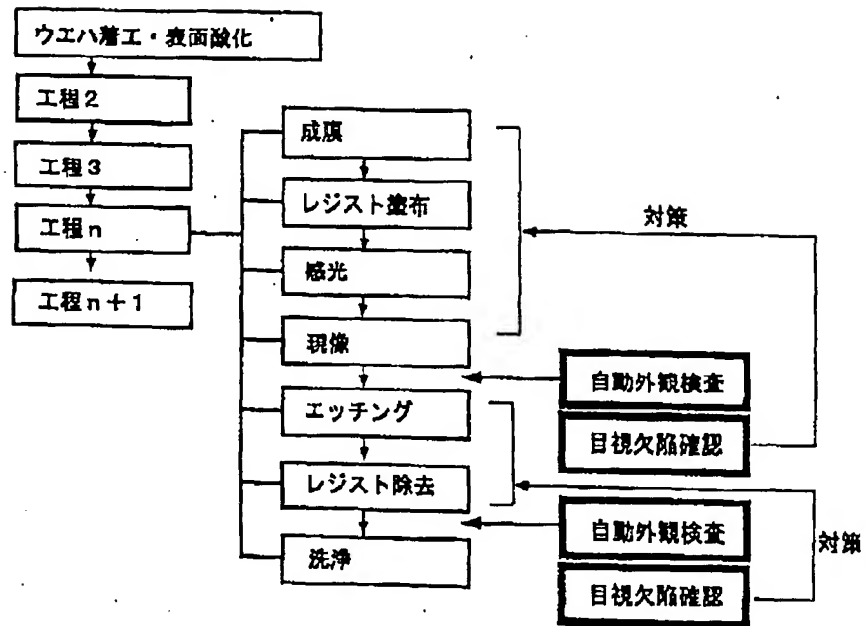 ウエハ着工・表面酸化
工程2
工程3
工程n
工程n+1
成膜
レジスト塗布
感光
現像
エッチング
レジスト除去
洗浄
対策
自動外観検査
目視欠陥確認
自動外観検査
目視欠陥確認
対策